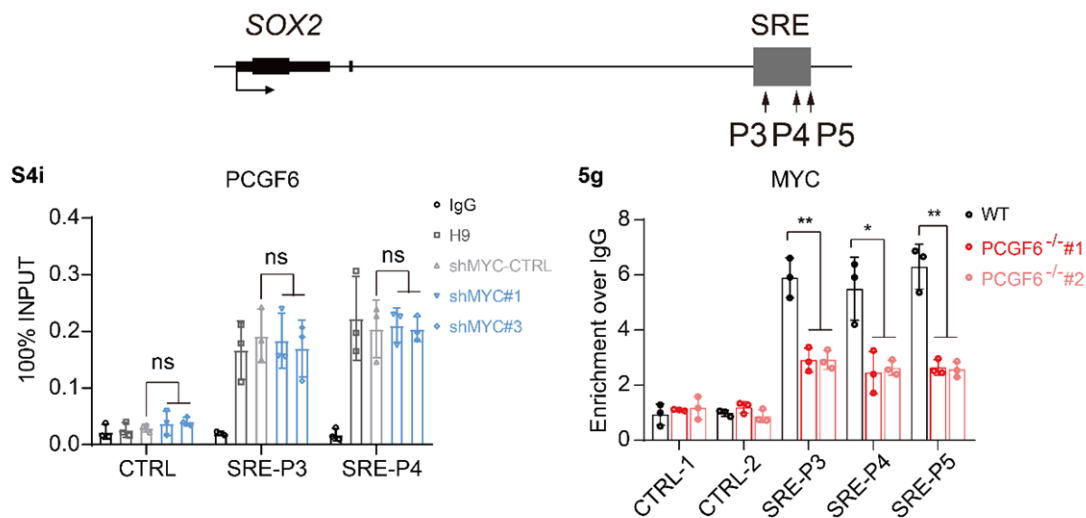 SOX2
SRE
P3 P4 P5
S4i
PCGF6
100% INPUT
0.4
0.3
0.2
0.1
0.0
ns
ns
ns
CTRL
SRE-P3
SRE-P4
IgG
H9
shMYC-CTRL
shMYC#1
shMYC#3
5g
MYC
Enrichment over IgG
8
6
4
2
0
**
*
**
CTRL-1
CTRL-2
SRE-P3
SRE-P4
SRE-P5
WT
PCGF6-/-#1
PCGF6-/-#2